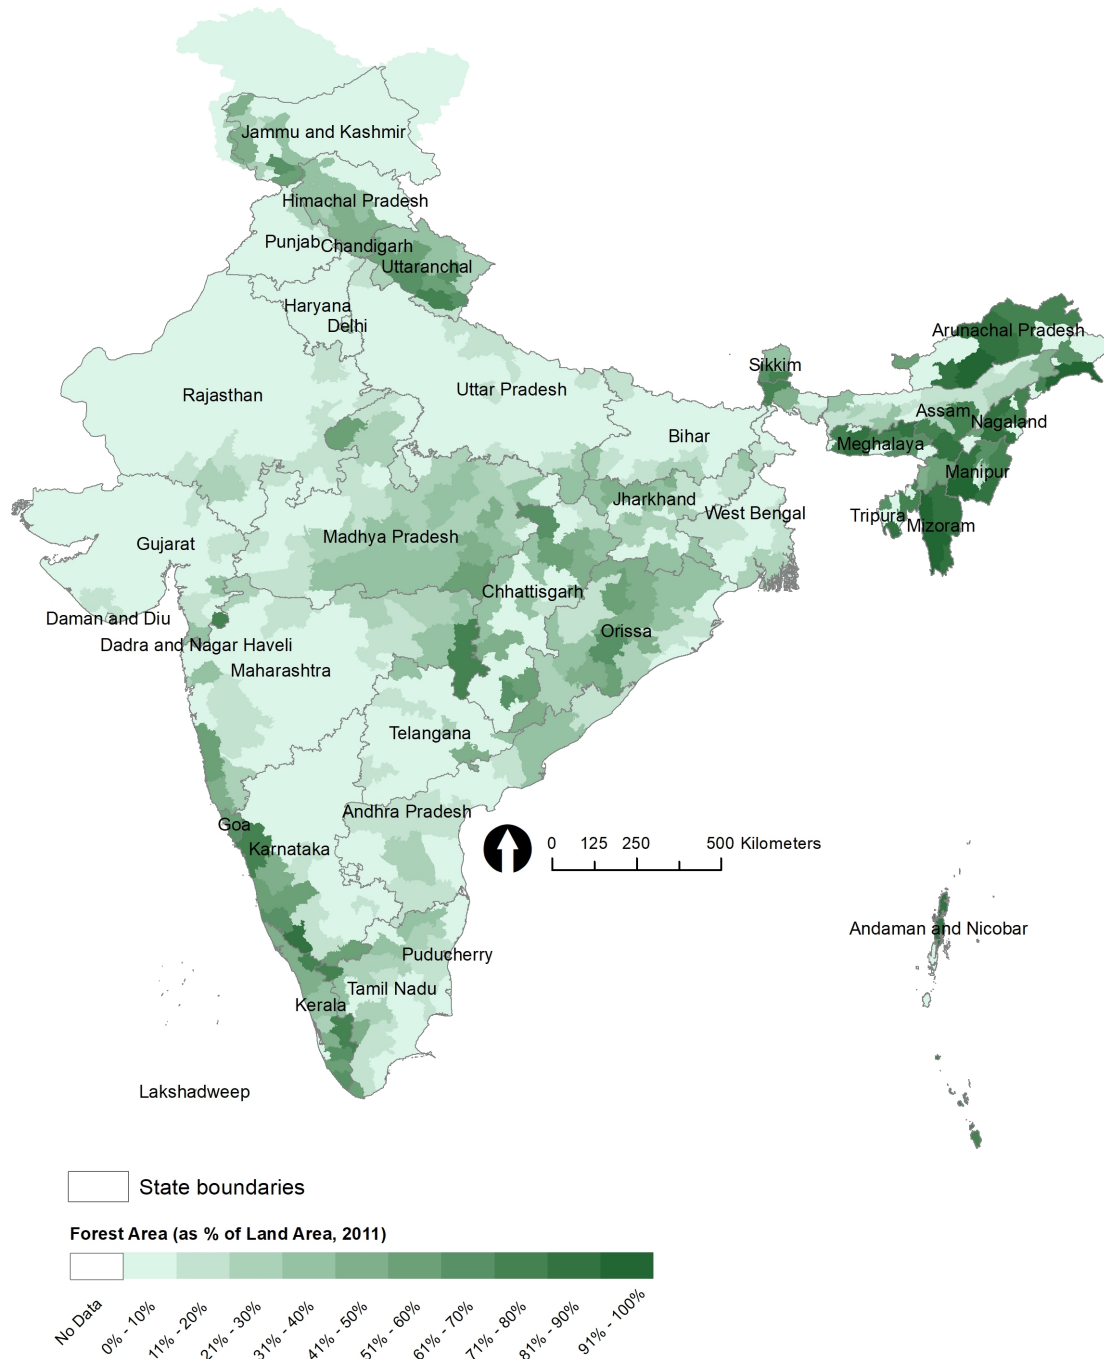 Jammu and Kashmir
Himachal Pradesh
Punjab
Chandigarh
Uttaranchal
Haryana
Delhi
Arunachal Pradesh
Sikkim
Rajasthan
Uttar Pradesh
Assam
Nagaland
Bihar
Meghalaya
Manipur
Jharkhand
West Bengal
Tripura
Mizoram
Madhya Pradesh
Gujarat
Chhattisgarh
Daman and Diu
Orissa
Dadra and Nagar Haveli
Maharashtra
Telangana
Andhra Pradesh
Goa
Karnataka
0 125 250 500 Kilometers
Andaman and Nicobar
Puducherry
Tamil Nadu
Kerala
Lakshadweep
State boundaries
Forest Area (as % of Land Area, 2011)
No Data
0% - 10%
11% - 20%
21% - 30%
31% - 40%
41% - 50%
51% - 60%
61% - 70%
71% - 80%
81% - 90%
91% - 100%